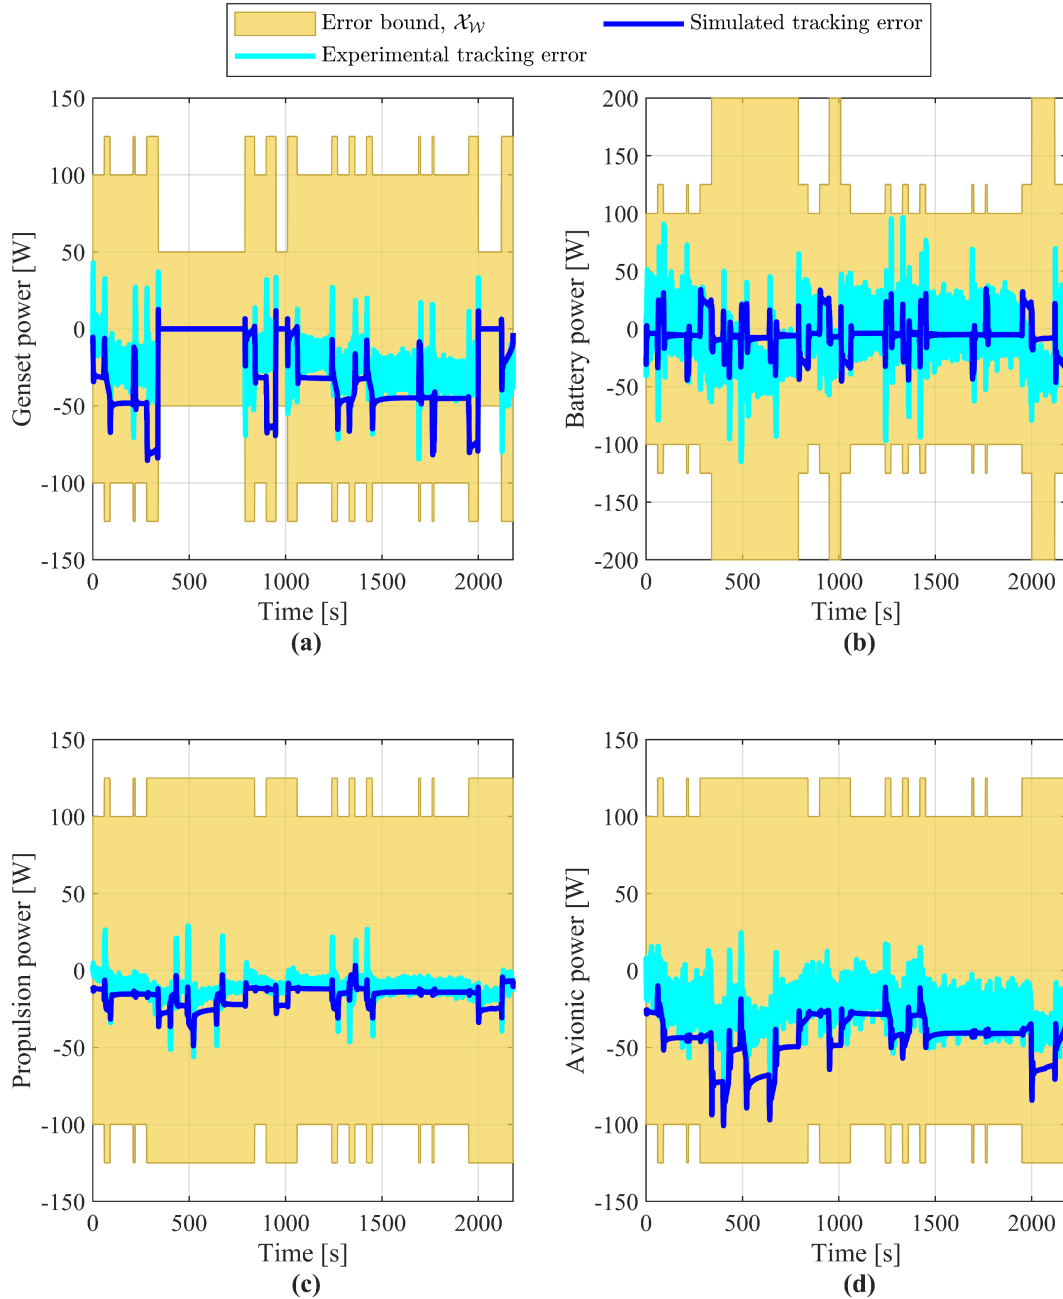 Error bound, 𝒳_𝒲 Simulated tracking error
Experimental tracking error
150
100
50
0
-50
-100
-150
Genset power [W]
0 500 1000 1500 2000
Time [s]
(a)
200
150
100
50
0
-50
-100
-150
-200
Battery power [W]
0 500 1000 1500 2000
Time [s]
(b)
150
100
50
0
-50
-100
-150
Propulsion power [W]
0 500 1000 1500 2000
Time [s]
(c)
150
100
50
0
-50
-100
-150
Avionic power [W]
0 500 1000 1500 2000
Time [s]
(d)